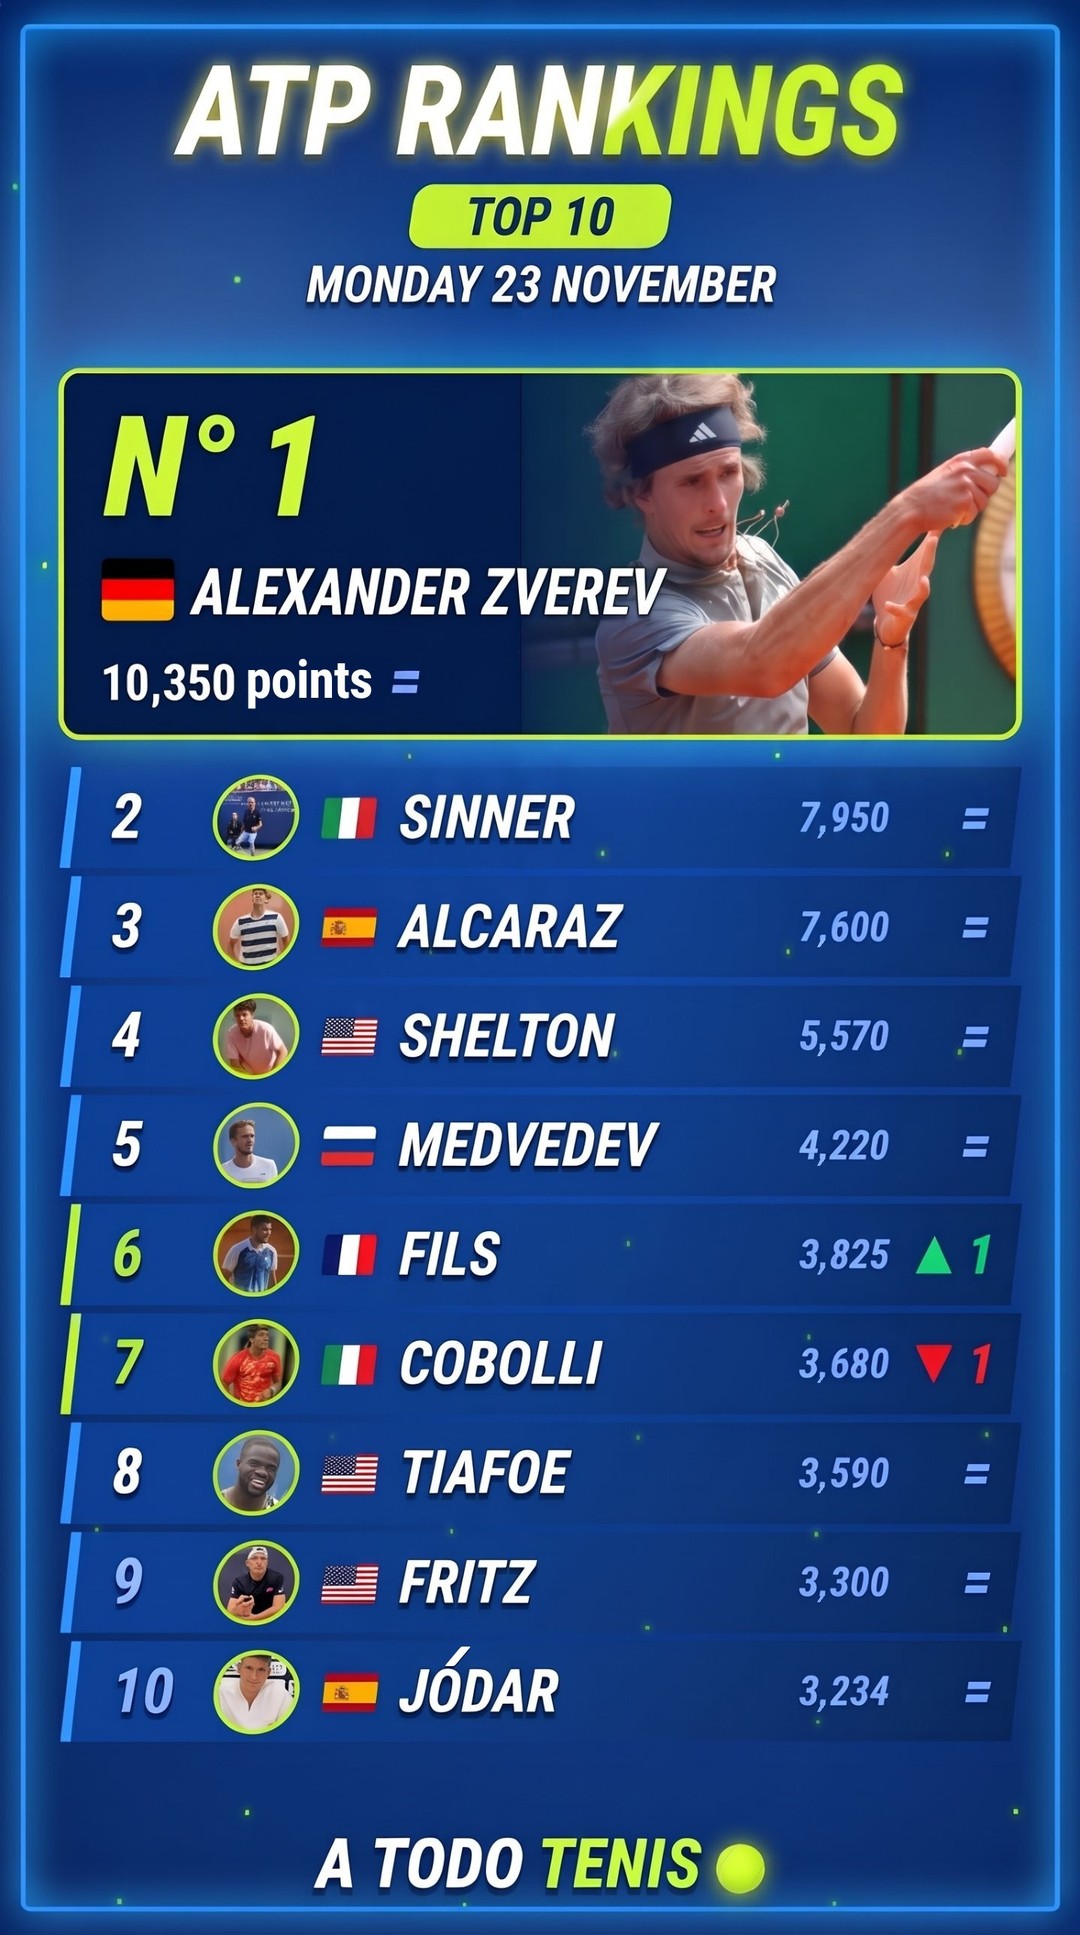 ATP RANKINGS
TOP 10
MONDAY 23 NOVEMBER
N° 1
ALEXANDER ZVEREV
10,350 points =
2 SINNER 7,950 =
3 ALCARAZ 7,600 =
4 SHELTON 5,570 =
5 MEDVEDEV 4,220 =
6 FILS 3,825 ▲ 1
7 COBOLLI 3,680 ▼ 1
8 TIAFOE 3,590 =
9 FRITZ 3,300 =
10 JÓDAR 3,234 =
A TODO TENIS